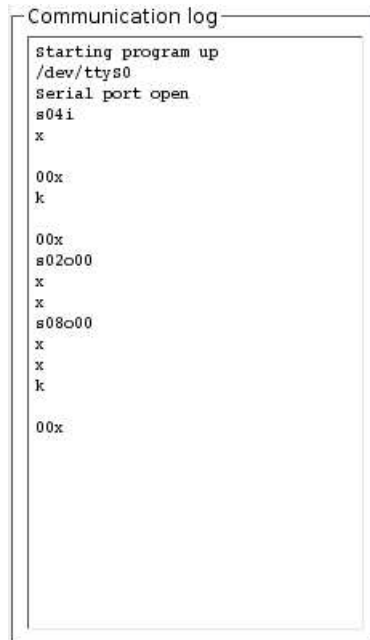 Communication log
Starting program up
/dev/ttyS0
Serial port open
s04i
x
00x
k
00x
s02o00
x
x
s08o00
x
x
k
00x